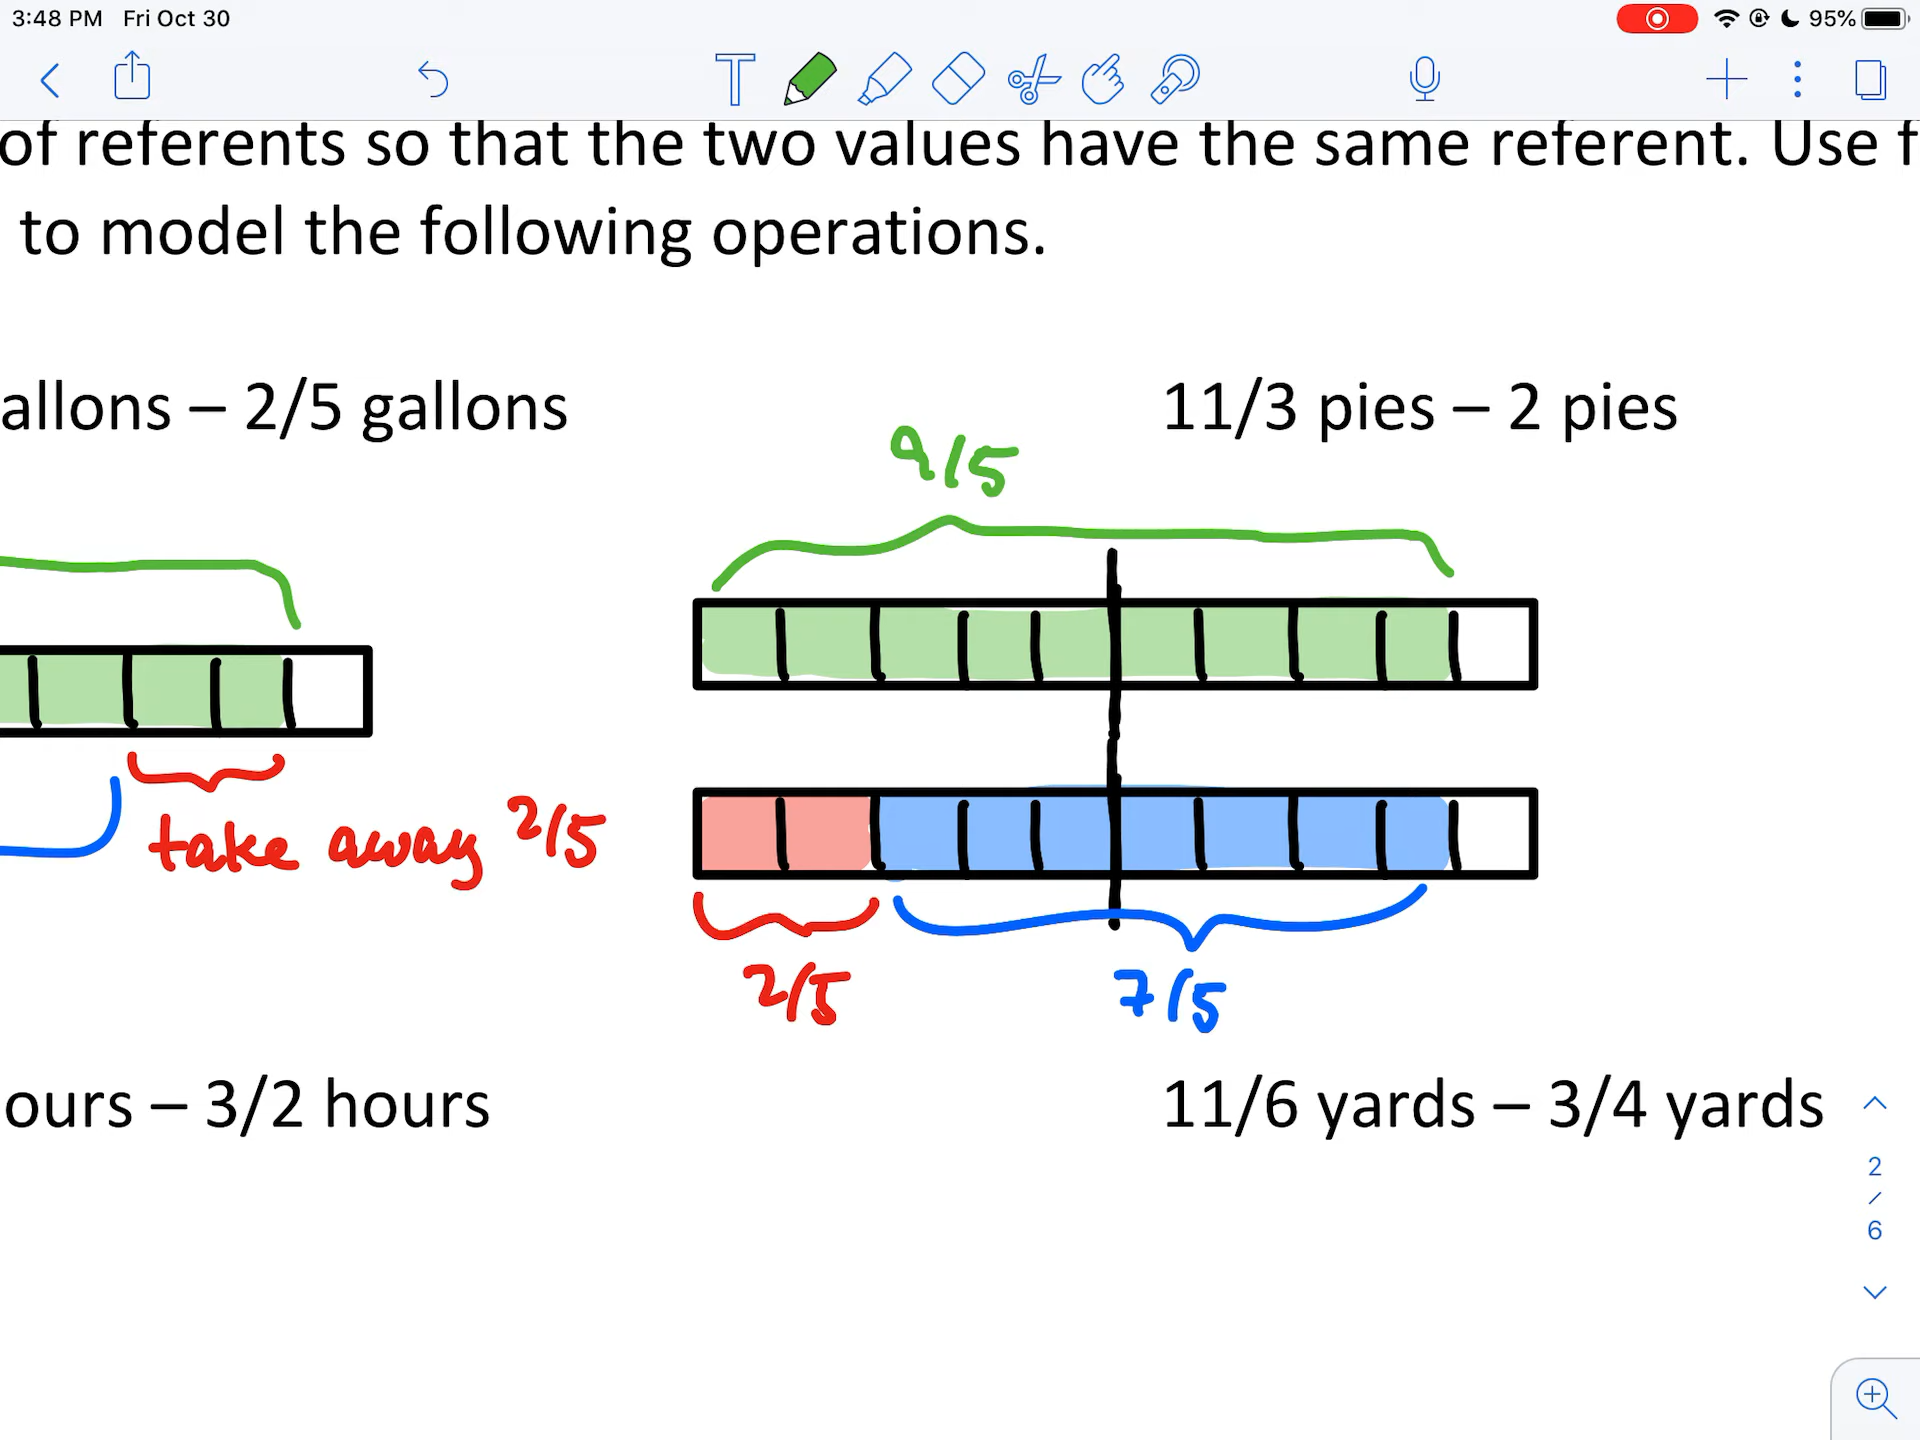 3:48 PM Fri Oct 30 95%
of referents so that the two values have the same referent. Use f
to model the following operations.
allons – 2/5 gallons
11/3 pies – 2 pies
9/5
take away 2/5
2/5
7/5
ours – 3/2 hours
11/6 yards – 3/4 yards
2
/
6